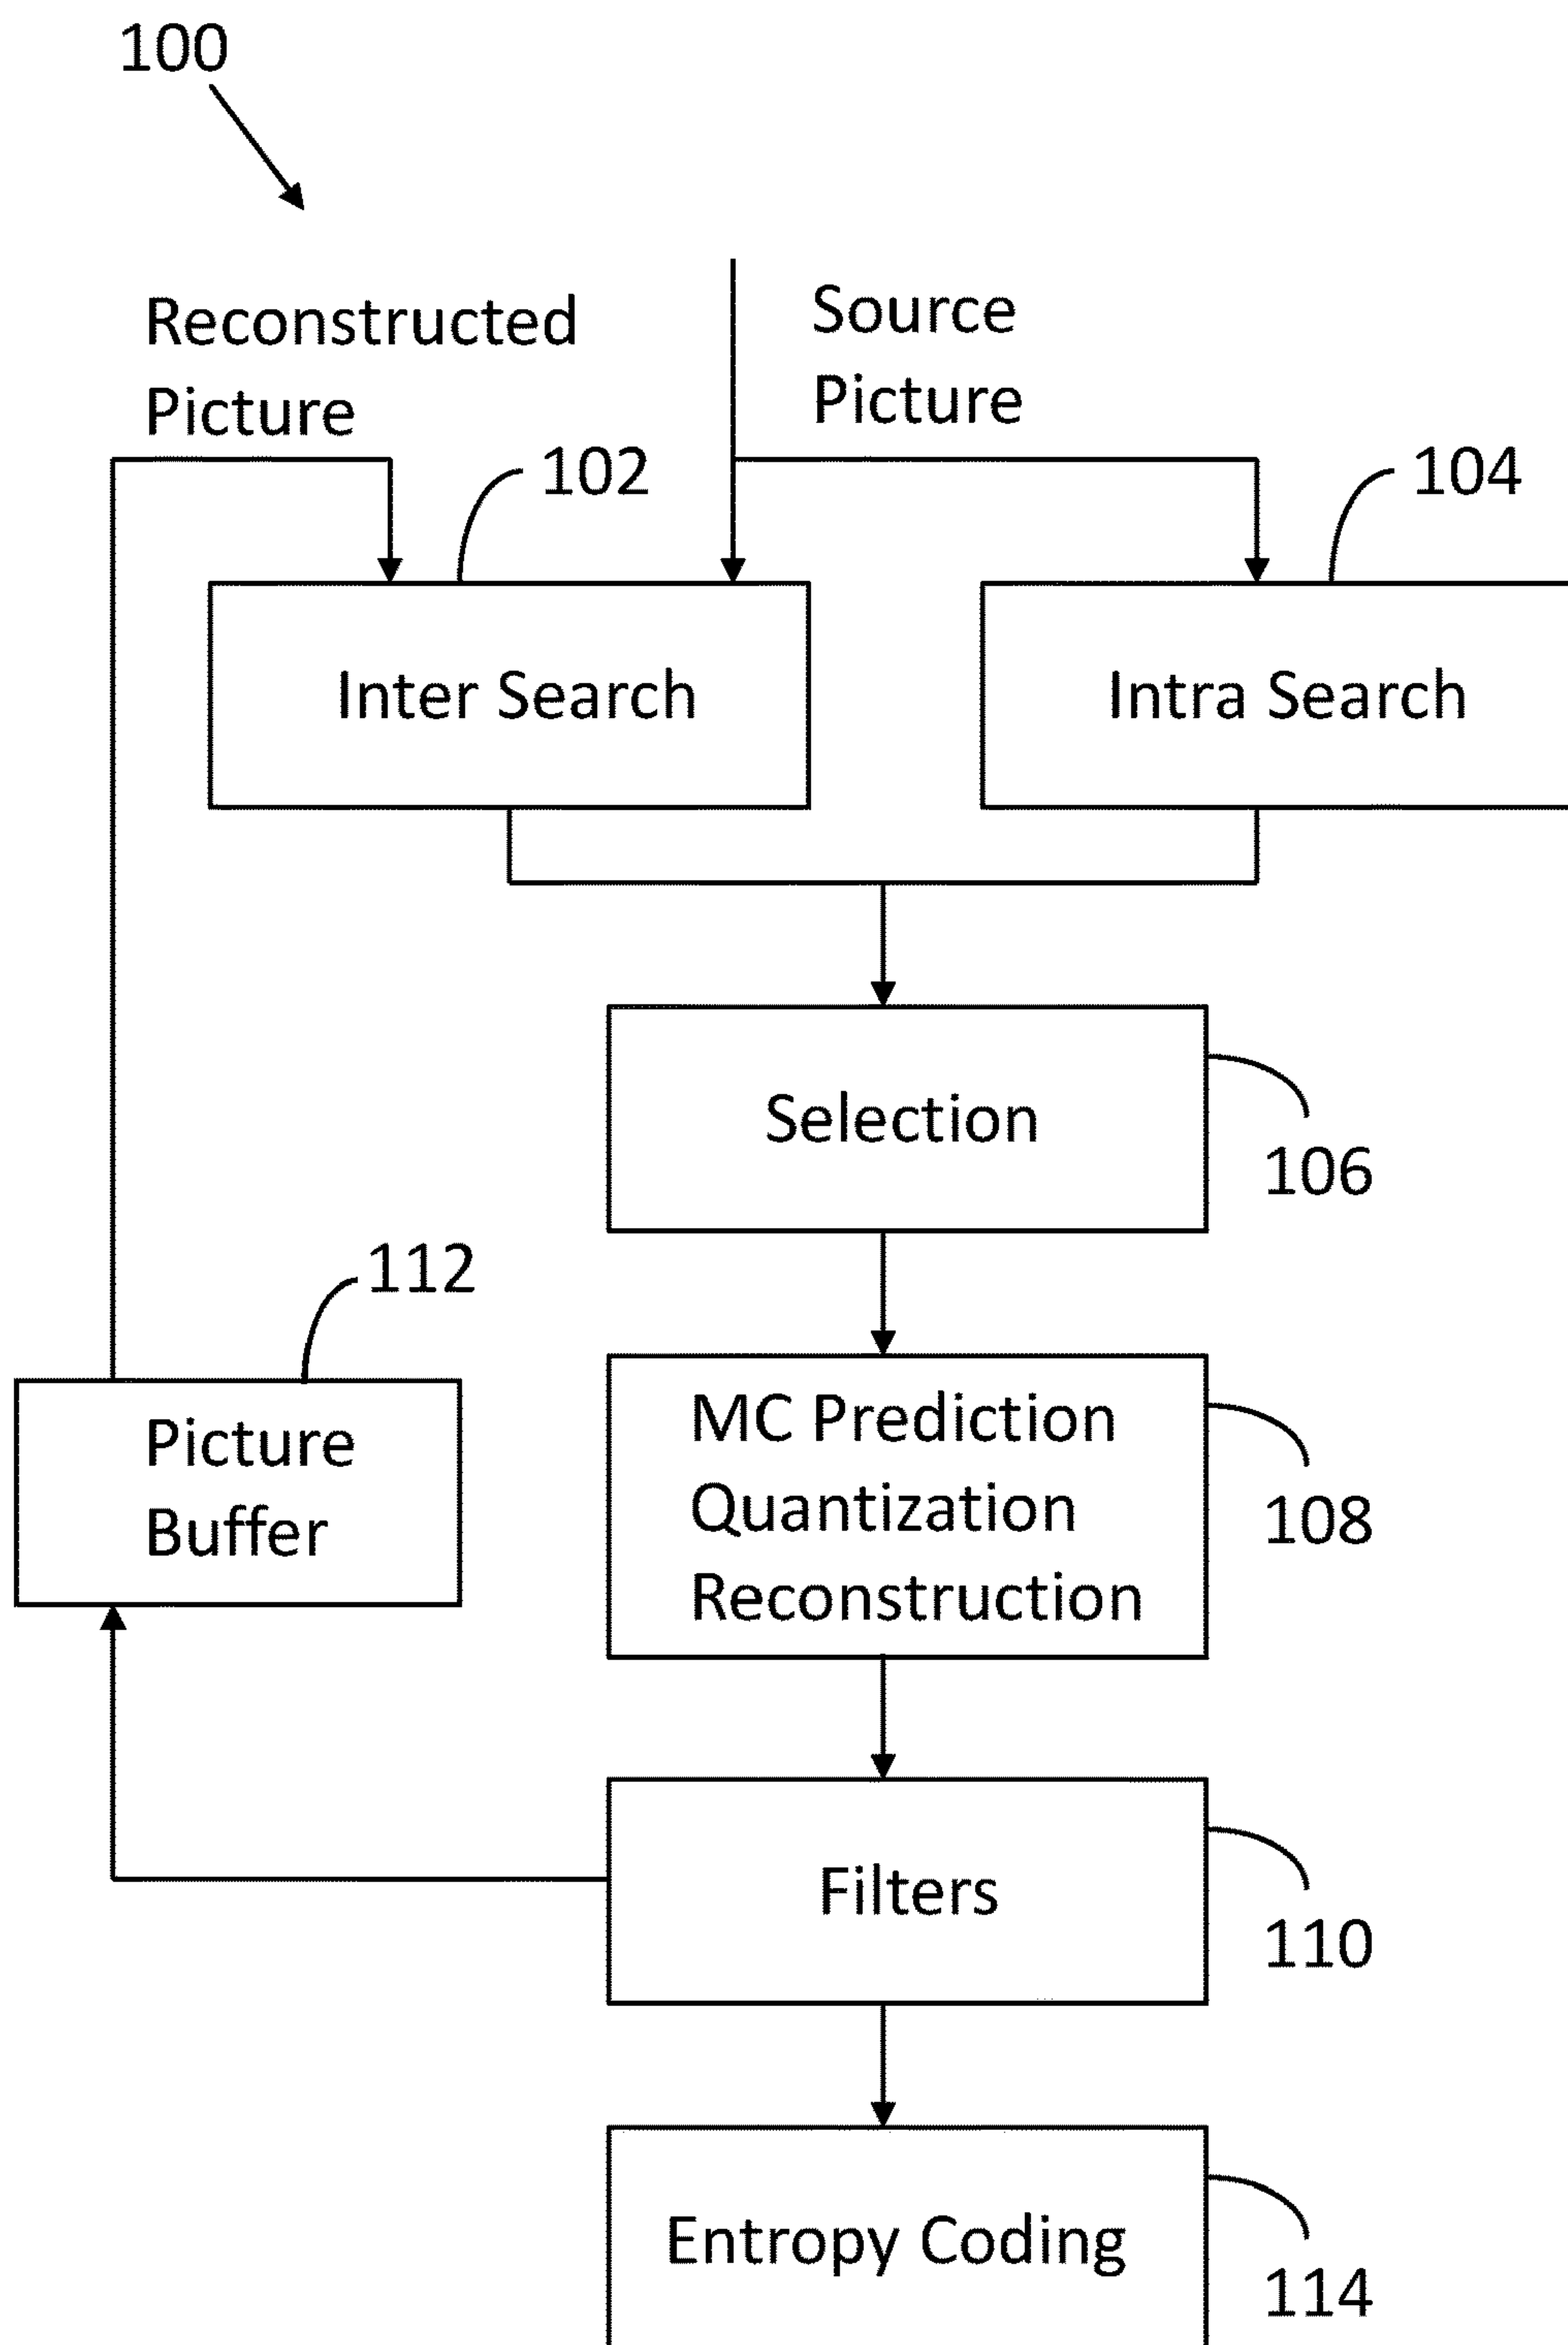 100
Reconstructed
Picture
Source
Picture
102
104
Inter Search
Intra Search
Selection
106
112
Picture
Buffer
MC Prediction
Quantization
Reconstruction
108
Filters
110
Entropy Coding
114